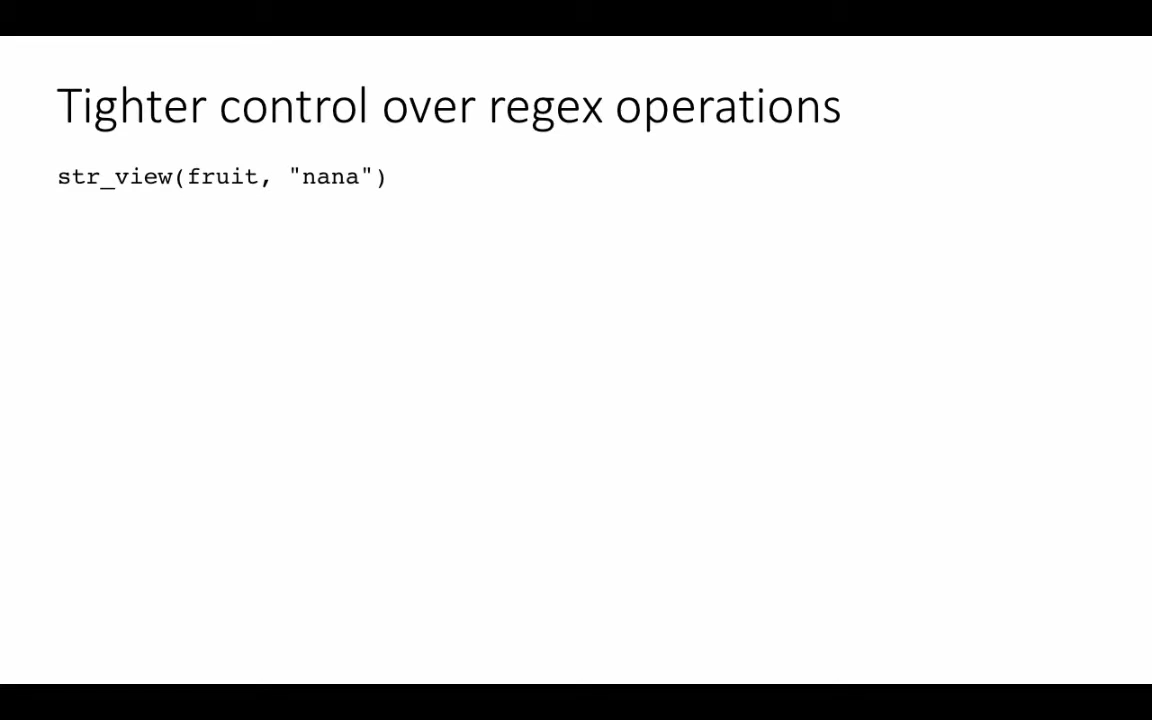 Tighter control over regex operations
str_view(fruit, "nana")